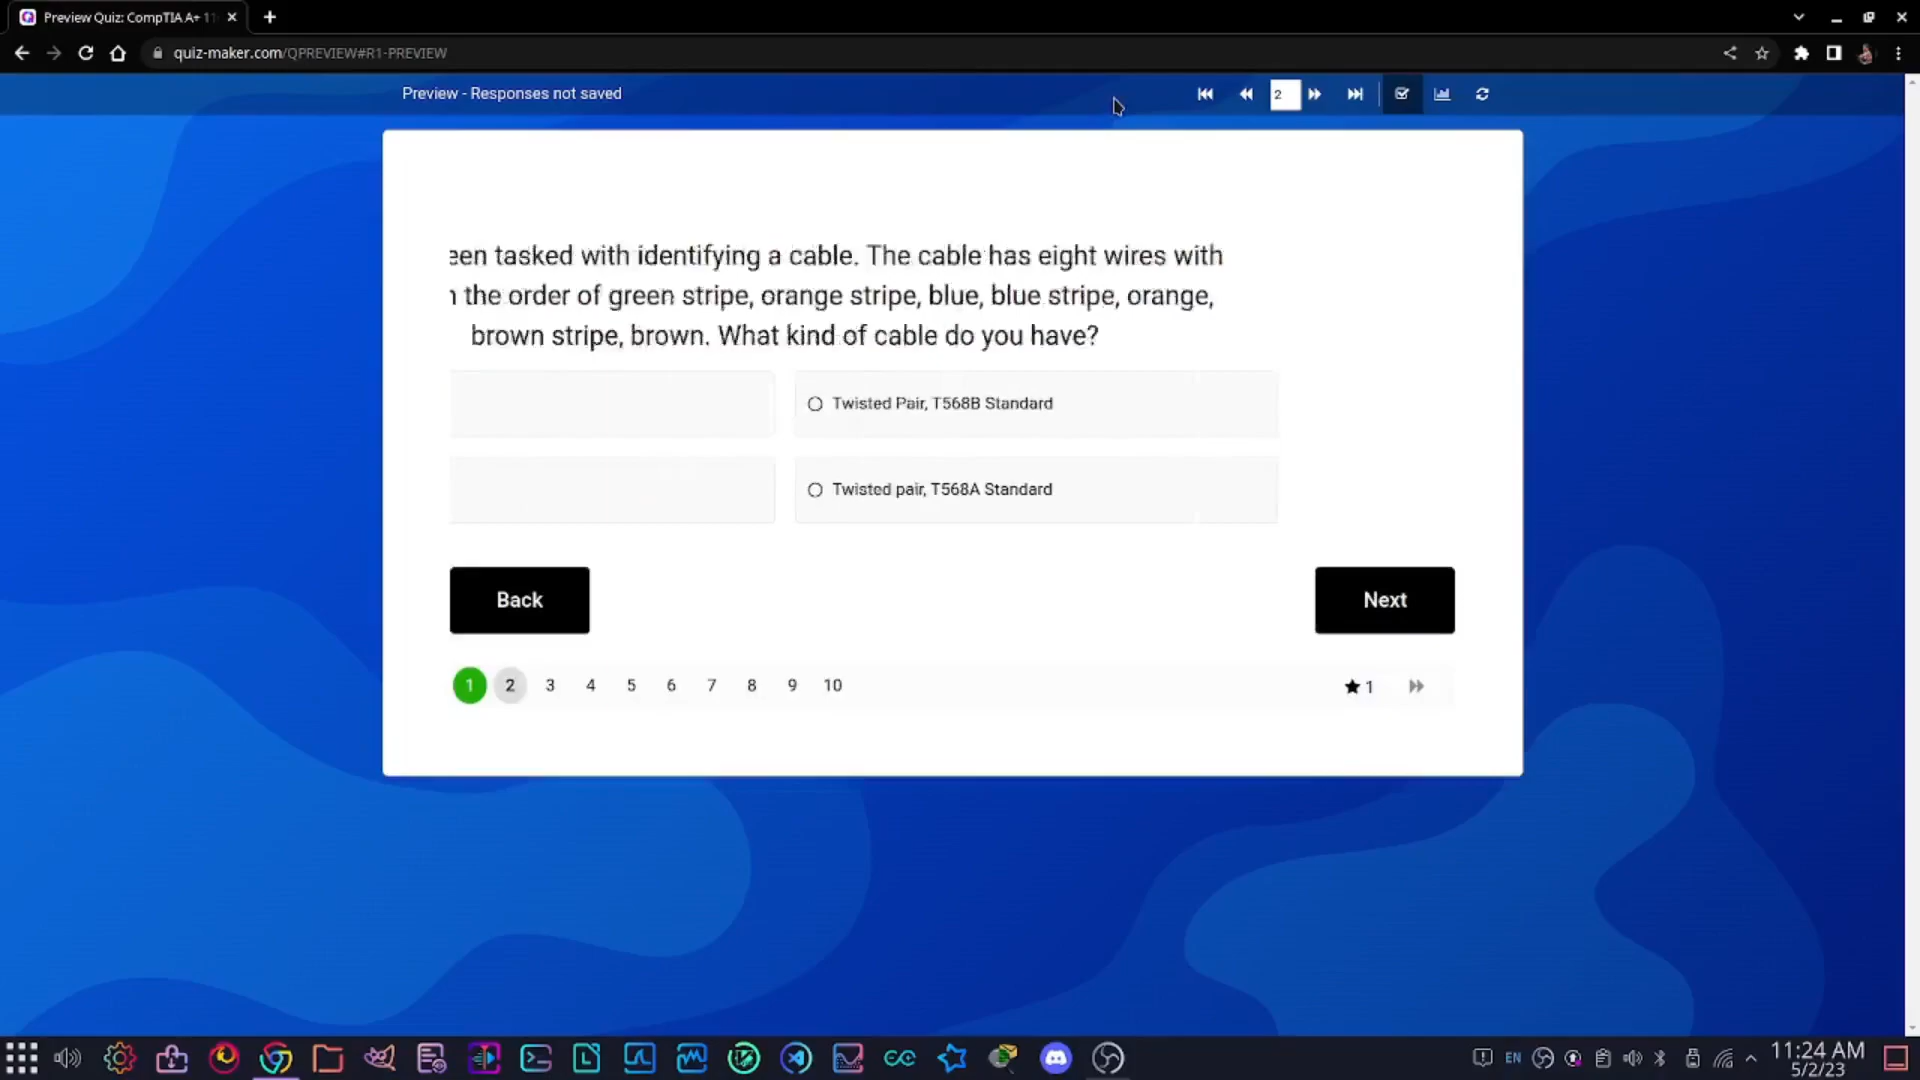 Preview Quiz: CompTIA A+ 11
quiz-maker.com/QPREVIEW#R1-PREVIEW
Preview - Responses not saved
2
tasked with identifying a cable. The cable has eight wires with
the order of green stripe, orange stripe, blue, blue stripe, orange,
brown stripe, brown. What kind of cable do you have?
Twisted Pair, T568B Standard
Twisted pair, T568A Standard
Back
Next
1 2 3 4 5 6 7 8 9 10
1
EN
11:24 AM
5/2/23